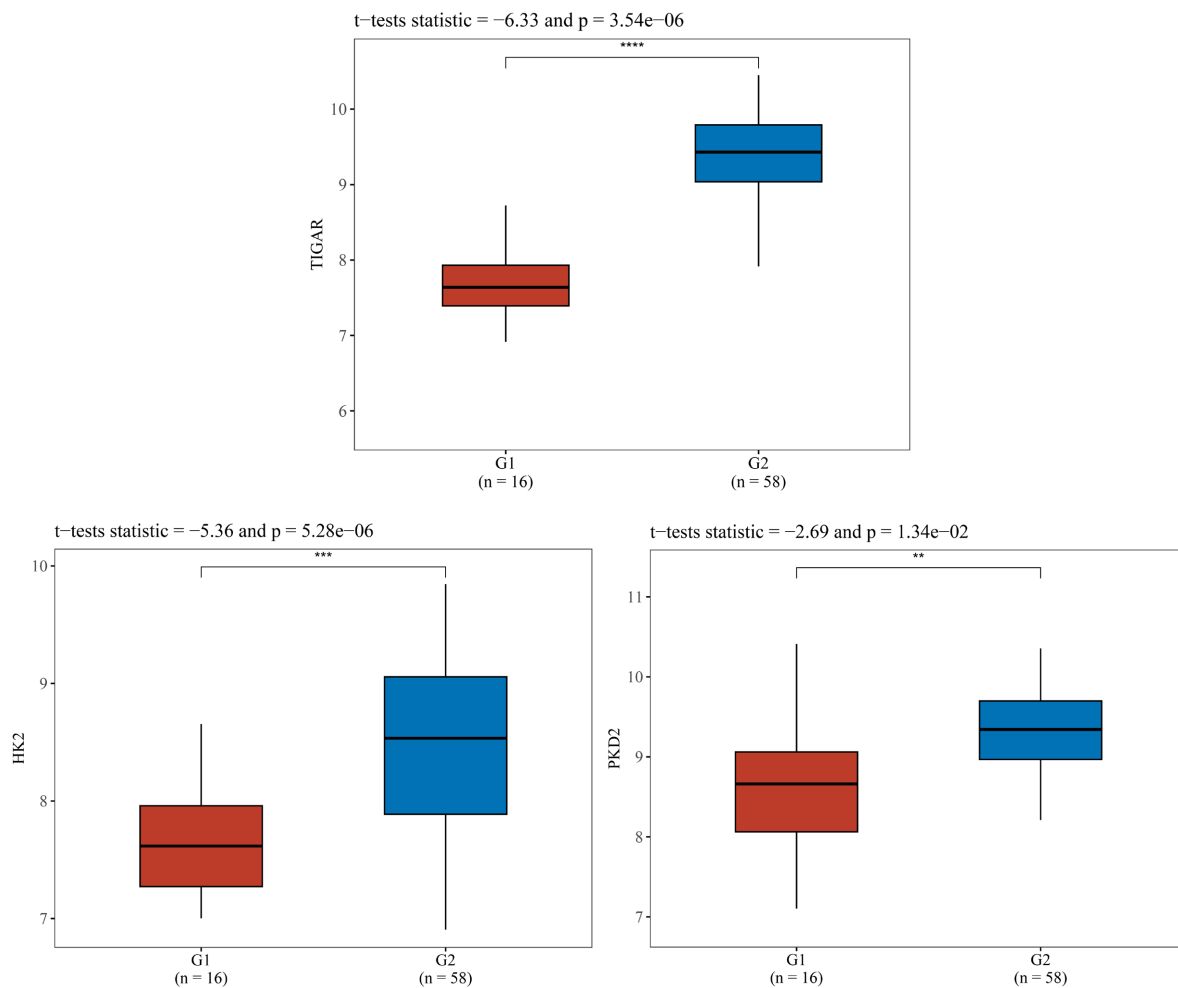 t−tests statistic = −6.33 and p = 3.54e−06
****
10
9
8
7
6
TIGAR
G1
(n = 16)
G2
(n = 58)
t−tests statistic = −5.36 and p = 5.28e−06
***
10
9
8
7
HK2
G1
(n = 16)
G2
(n = 58)
t−tests statistic = −2.69 and p = 1.34e−02
**
11
10
9
8
7
PKD2
G1
(n = 16)
G2
(n = 58)